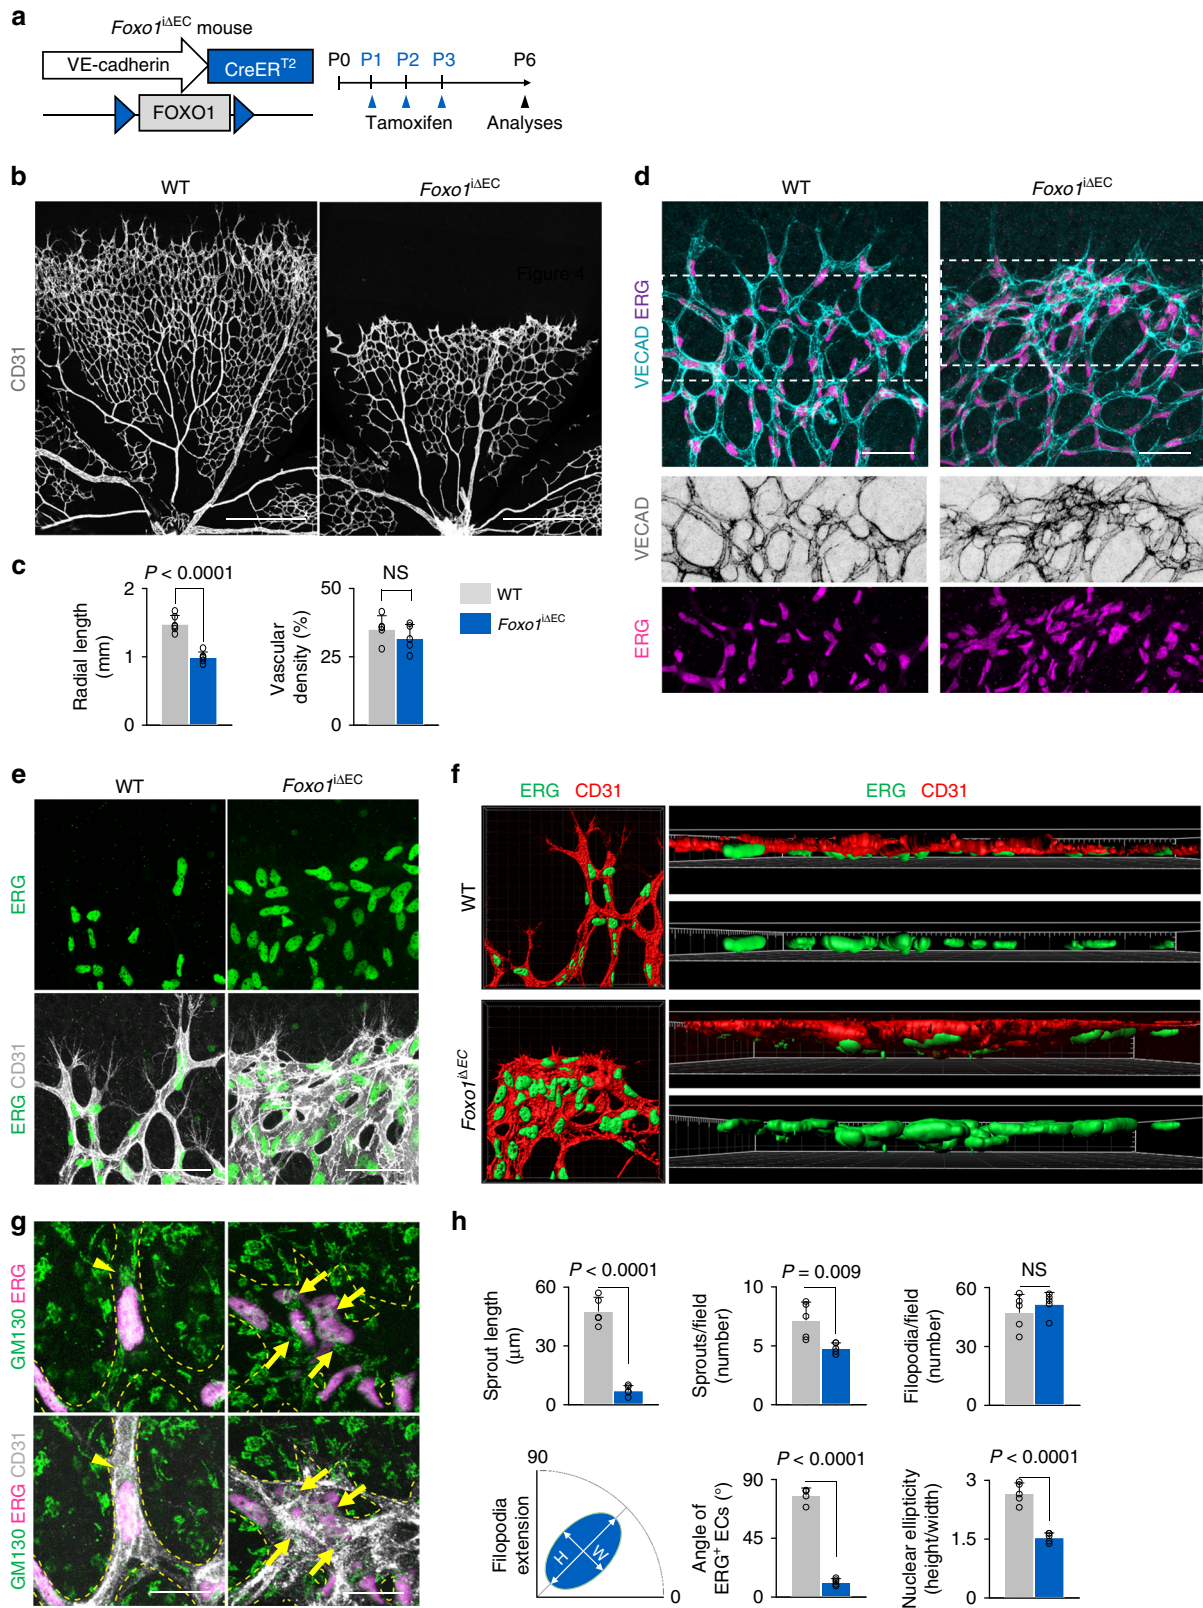 a
Foxo1iΔEC mouse
VE-cadherin
CreERT2
FOXO1
P0 P1 P2 P3 P6
Tamoxifen Analyses
b
WT Foxo1iΔEC
CD31
Figure 4
c
P < 0.0001
Radial length
(mm)
2
1
0
NS
Vascular
density (%)
50
25
0
WT
Foxo1iΔEC
d
WT Foxo1iΔEC
VECAD ERG
VECAD
ERG
e
WT Foxo1iΔEC
ERG
ERG CD31
f
ERG CD31 ERG CD31
WT
Foxo1iΔEC
g
GM130 ERG
GM130 ERG CD31
h
P < 0.0001
Sprout length
(μm)
60
30
0
P = 0.009
Sprouts/field
(number)
10
5
0
NS
Filopodia/field
(number)
60
30
0
90
Filopodia
extension
H W
0
P < 0.0001
Angle of
ERG+ ECs (°)
90
45
0
P < 0.0001
Nuclear ellipticity
(height/width)
3
1.5
0